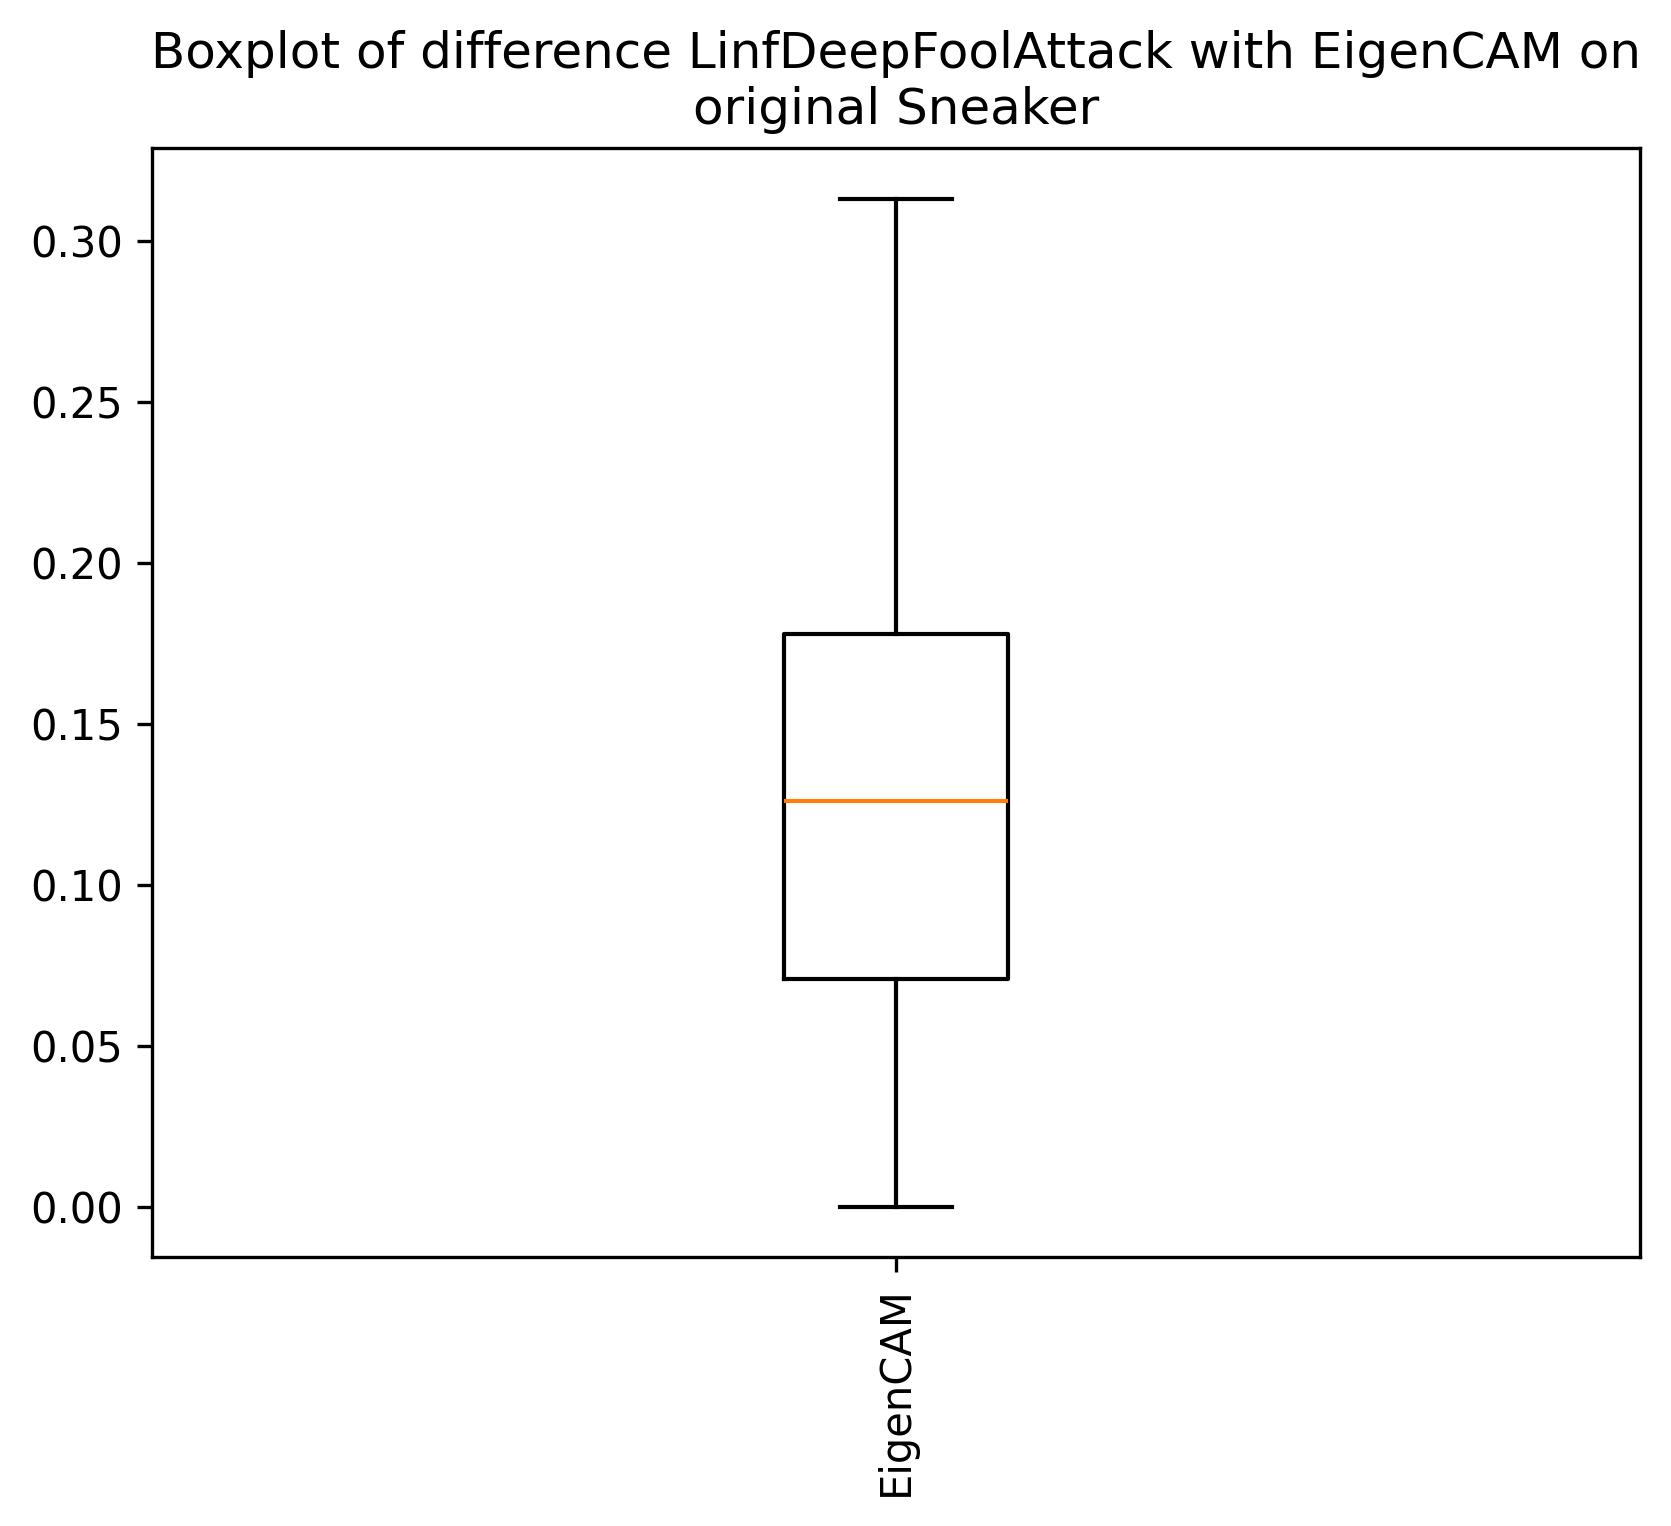 Boxplot of difference LinfDeepFoolAttack with EigenCAM on
original Sneaker
0.30
0.25
0.20
0.15
0.10
0.05
0.00
EigenCAM